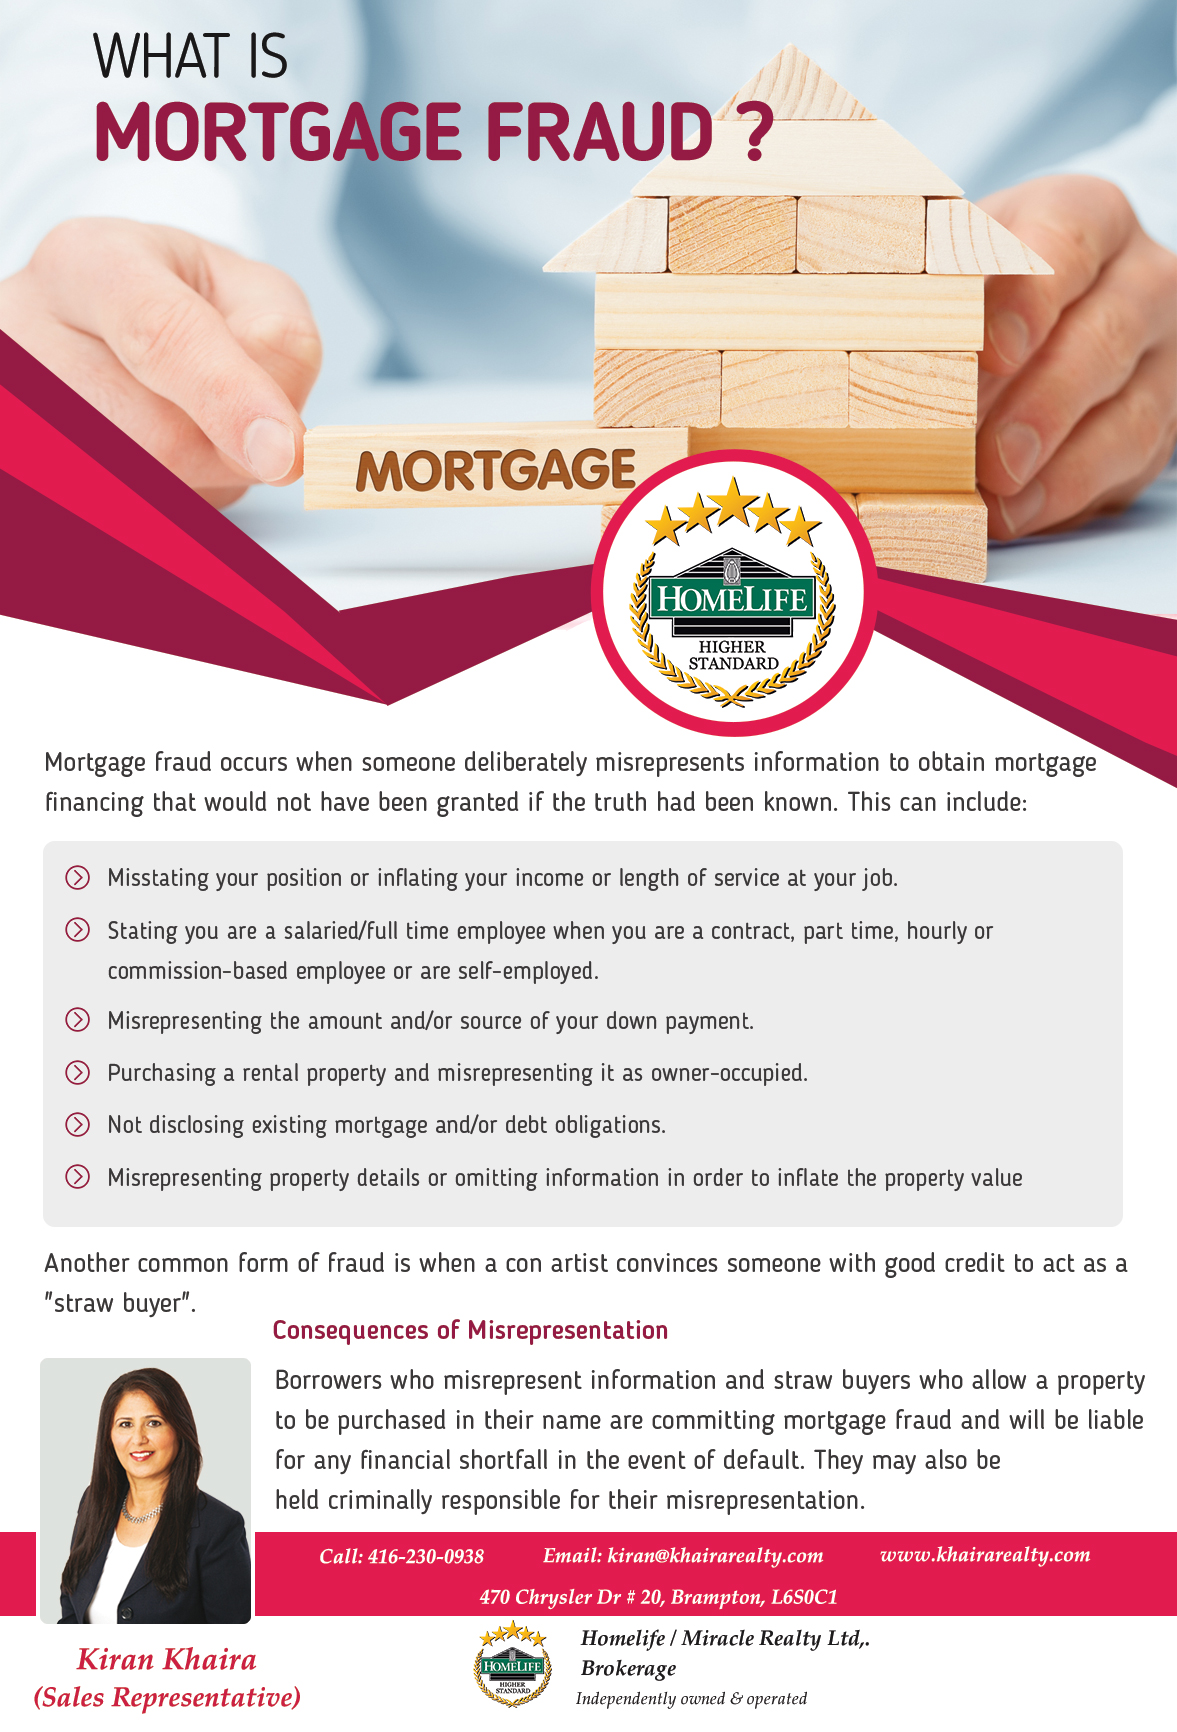 WHAT IS
MORTGAGE FRAUD ?
MORTGAGE
HOMELIFE
HIGHER
STANDARD
Mortgage fraud occurs when someone deliberately misrepresents information to obtain mortgage
financing that would not have been granted if the truth had been known. This can include:
Misstating your position or inflating your income or length of service at your job.
Stating you are a salaried/full time employee when you are a contract, part time, hourly or
commission-based employee or are self-employed.
Misrepresenting the amount and/or source of your down payment.
Purchasing a rental property and misrepresenting it as owner-occupied.
Not disclosing existing mortgage and/or debt obligations.
Misrepresenting property details or omitting information in order to inflate the property value
Another common form of fraud is when a con artist convinces someone with good credit to act as a
"straw buyer".
Consequences of Misrepresentation
Borrowers who misrepresent information and straw buyers who allow a property
to be purchased in their name are committing mortgage fraud and will be liable
for any financial shortfall in the event of default. They may also be
held criminally responsible for their misrepresentation.
Call: 416-230-0938 Email: kiran@khairarealty.com www.khairarealty.com
470 Chrysler Dr # 20, Brampton, L6S0C1
Kiran Khaira
(Sales Representative)
HOMELIFE
HIGHER
STANDARD
Homelife / Miracle Realty Ltd,.
Brokerage
Independently owned & operated